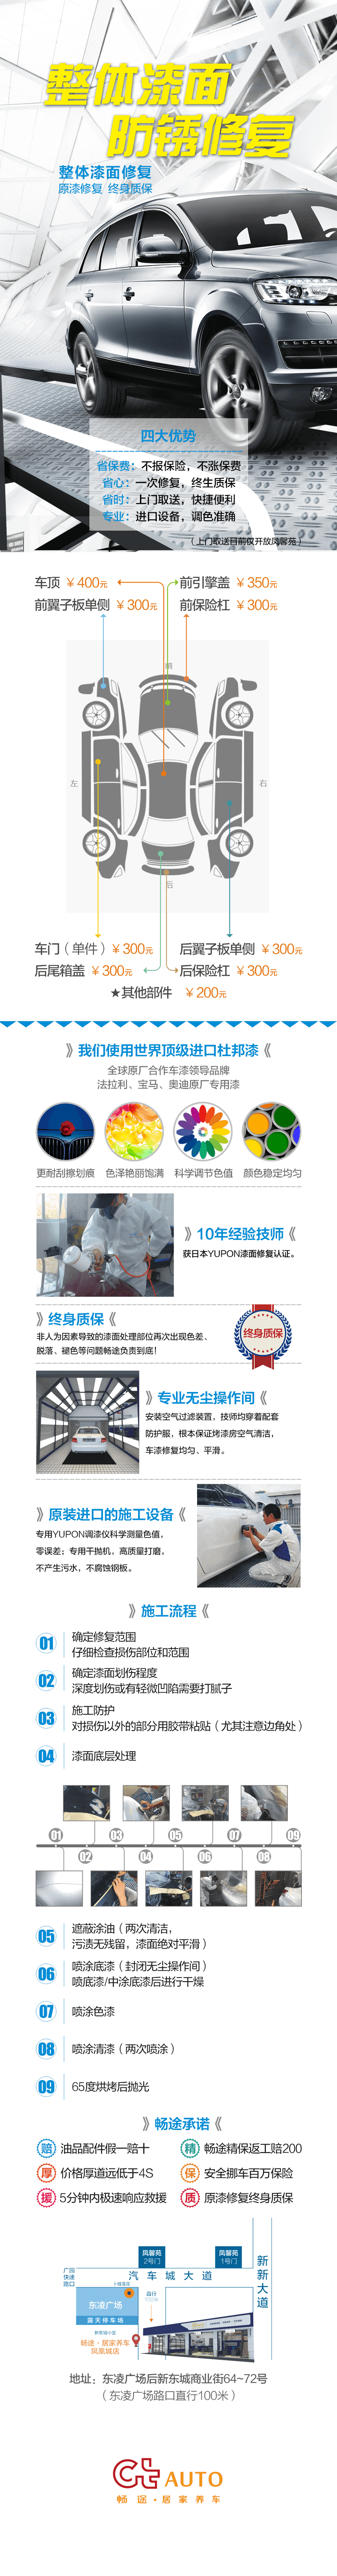 整体漆面
防锈修复
整体漆面修复
原漆修复 终身质保
四大优势
省保费：不报保险，不涨保费
省心：一次修复，终生质保
省时：上门取送，快捷便利
专业：进口设备，调色准确
（上门取送目前仅开放凤馨苑）
车顶 ￥400元
前引擎盖 ￥350元
前翼子板单侧 ￥300元
前保险杠 ￥300元
前
左
右
后
车门（单件）￥300元
后翼子板单侧 ￥300元
后尾箱盖 ￥300元
后保险杠 ￥300元
★其他部件 ￥200元
》我们使用世界顶级进口杜邦漆《
全球原厂合作车漆领导品牌
法拉利、宝马、奥迪原厂专用漆
更耐刮擦划痕
色泽艳丽饱满
科学调节色值
颜色稳定均匀
》10年经验技师《
获日本YUPON漆面修复认证。
》终身质保《
非人为因素导致的漆面处理部位再次出现色差、
脱落、褪色等问题畅途负责到底！
终身质保
》专业无尘操作间《
安装空气过滤装置，技师均穿着配套
防护服，根本保证烤漆房空气清洁，
车漆修复均匀、平滑。
》原装进口的施工设备《
专用YUPON调漆仪科学测量色值，
零误差；专用干抛机，高质量打磨，
不产生污水，不腐蚀钢板。
》施工流程《
01
确定修复范围
仔细检查损伤部位和范围
02
确定漆面划伤程度
深度划伤或有轻微凹陷需要打腻子
03
施工防护
对损伤以外的部分用胶带粘贴（尤其注意边角处）
04
漆面底层处理
01
03
05
07
09
02
04
06
08
05
遮蔽涂油（两次清洁，
污渍无残留，漆面绝对平滑）
06
喷涂底漆（封闭无尘操作间）
喷底漆/中涂底漆后进行干燥
07
喷涂色漆
08
喷涂清漆（两次喷涂）
09
65度烘烤后抛光
》畅途承诺《
赔 油品配件假一赔十
精 畅途精保返工赔200
厚 价格厚道远低于4S
保 安全挪车百万保险
援 5分钟内极速响应救援
质 原漆修复终身质保
凤馨苑
2号门
凤馨苑
1号门
新新大道
广园
快速
路口
汽车城大道
东凌广场
露天停车场
直行
新东城小区
畅途·居家养车
凤凰城店
地址：东凌广场后新东城商业街64~72号
（东凌广场路口直行100米）
Ct AUTO
畅途·居家养车